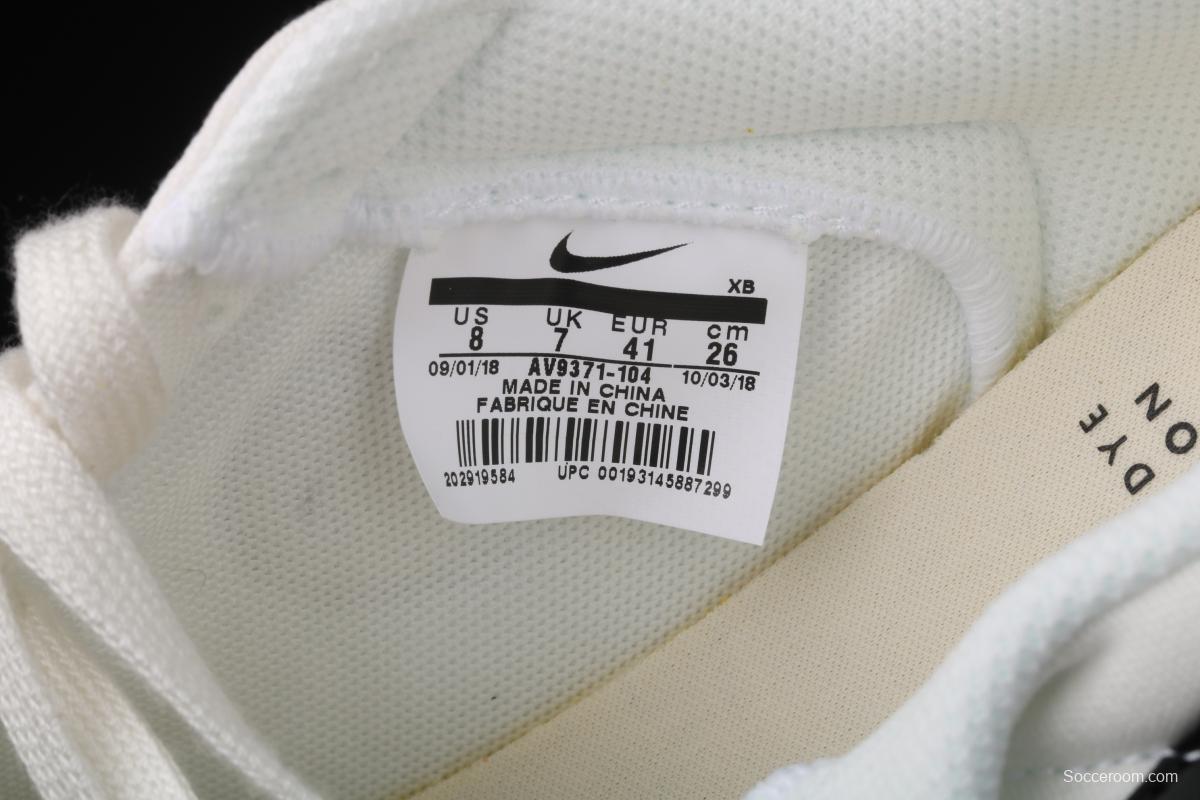 XB
US UK EUR cm
8 7 41 26
09/01/18 AV9371-104 10/03/18
MADE IN CHINA
FABRIQUE EN CHINE
202919584 UPC 00193145887299
DYE
ON
Socceroom.com